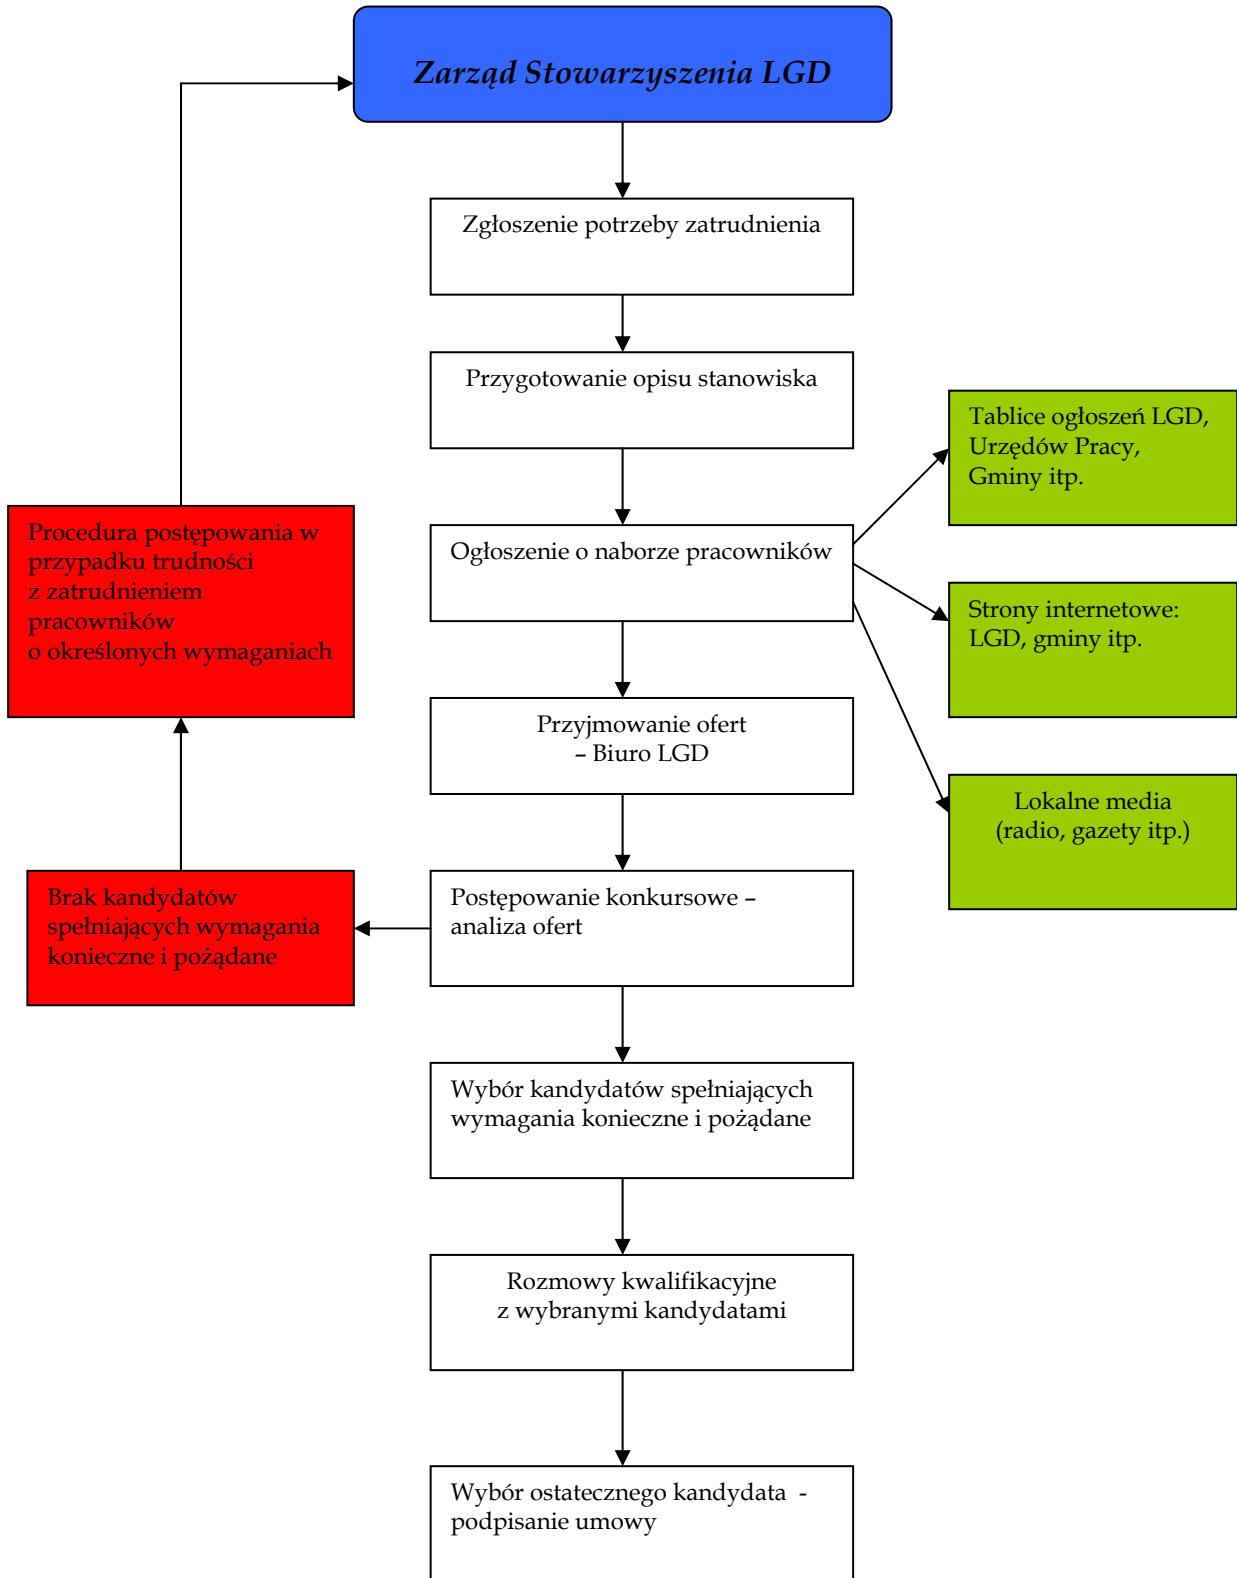 Zarząd Stowarzyszenia LGD
Zgłoszenie potrzeby zatrudnienia
Przygotowanie opisu stanowiska
Tablice ogłoszeń LGD,
Urzędów Pracy,
Gminy itp.
Procedura postępowania w
przypadku trudności
z zatrudnieniem
pracowników
o określonych wymaganiach
Ogłoszenie o naborze pracowników
Strony internetowe:
LGD, gminy itp.
Przyjmowanie ofert
– Biuro LGD
Lokalne media
(radio, gazety itp.)
Brak kandydatów
spełniających wymagania
konieczne i pożądane
Postępowanie konkursowe –
analiza ofert
Wybór kandydatów spełniających
wymagania konieczne i pożądane
Rozmowy kwalifikacyjne
z wybranymi kandydatami
Wybór ostatecznego kandydata -
podpisanie umowy